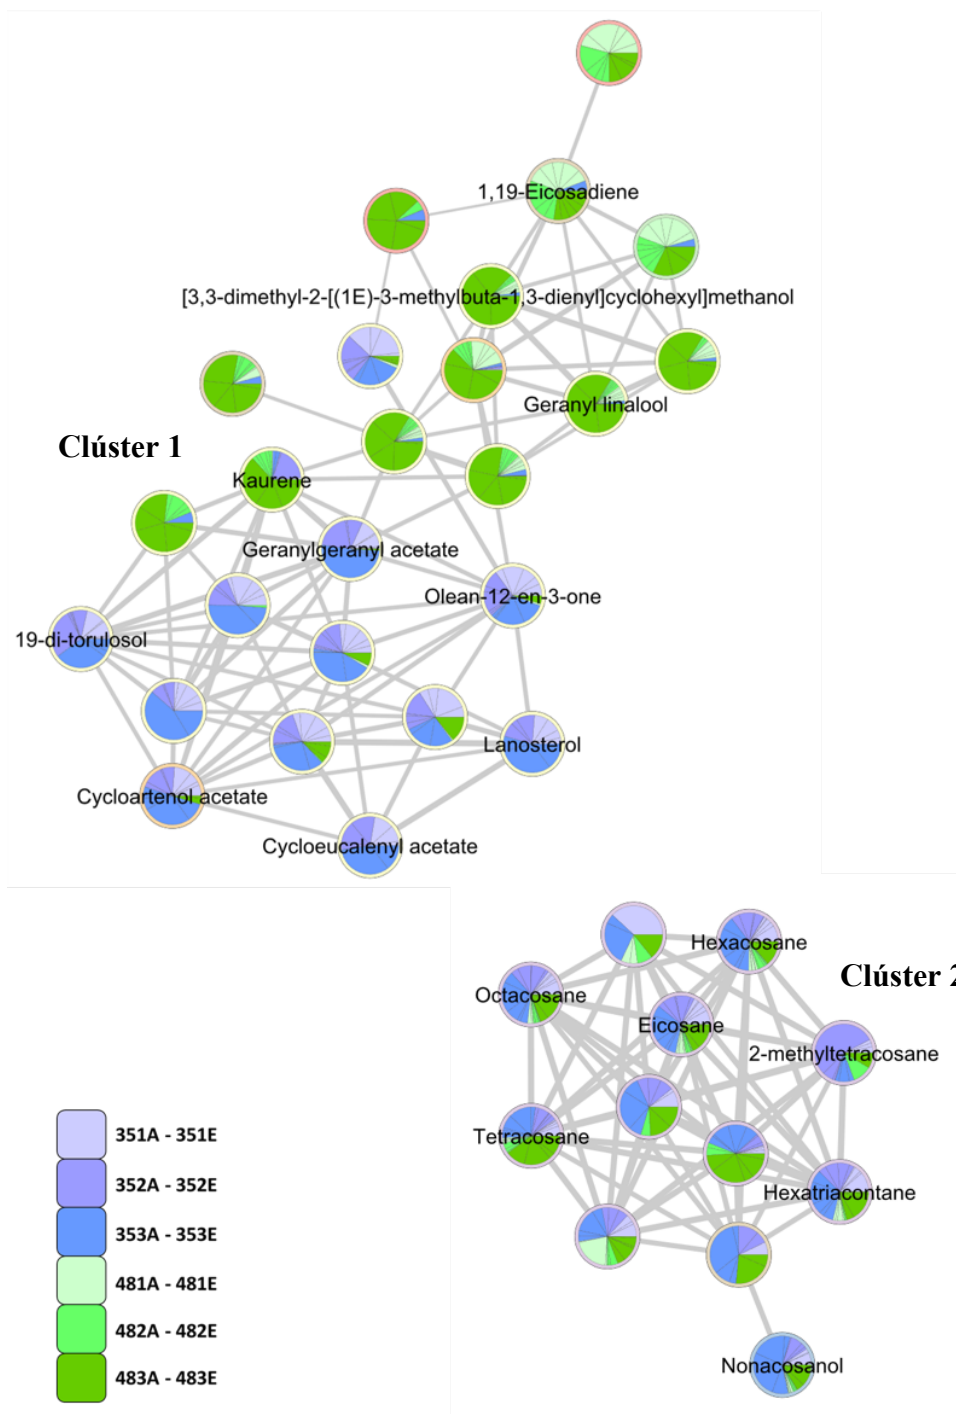 1,19-Eicosadiene
[3,3-dimethyl-2-[(1E)-3-methylbuta-1,3-dienyl]cyclohexyl]methanol
Geranyl linalool
Clúster 1
Kaurene
Geranylgeranyl acetate
Olean-12-en-3-one
19-di-torulosol
Lanosterol
Cycloartenol acetate
Cycloeucalenyl acetate
Hexacosane
Clúster 2
Octacosane
Eicosane
2-methyltetracosane
Tetracosane
Hexatriacontane
Nonacosanol
351A - 351E
352A - 352E
353A - 353E
481A - 481E
482A - 482E
483A - 483E